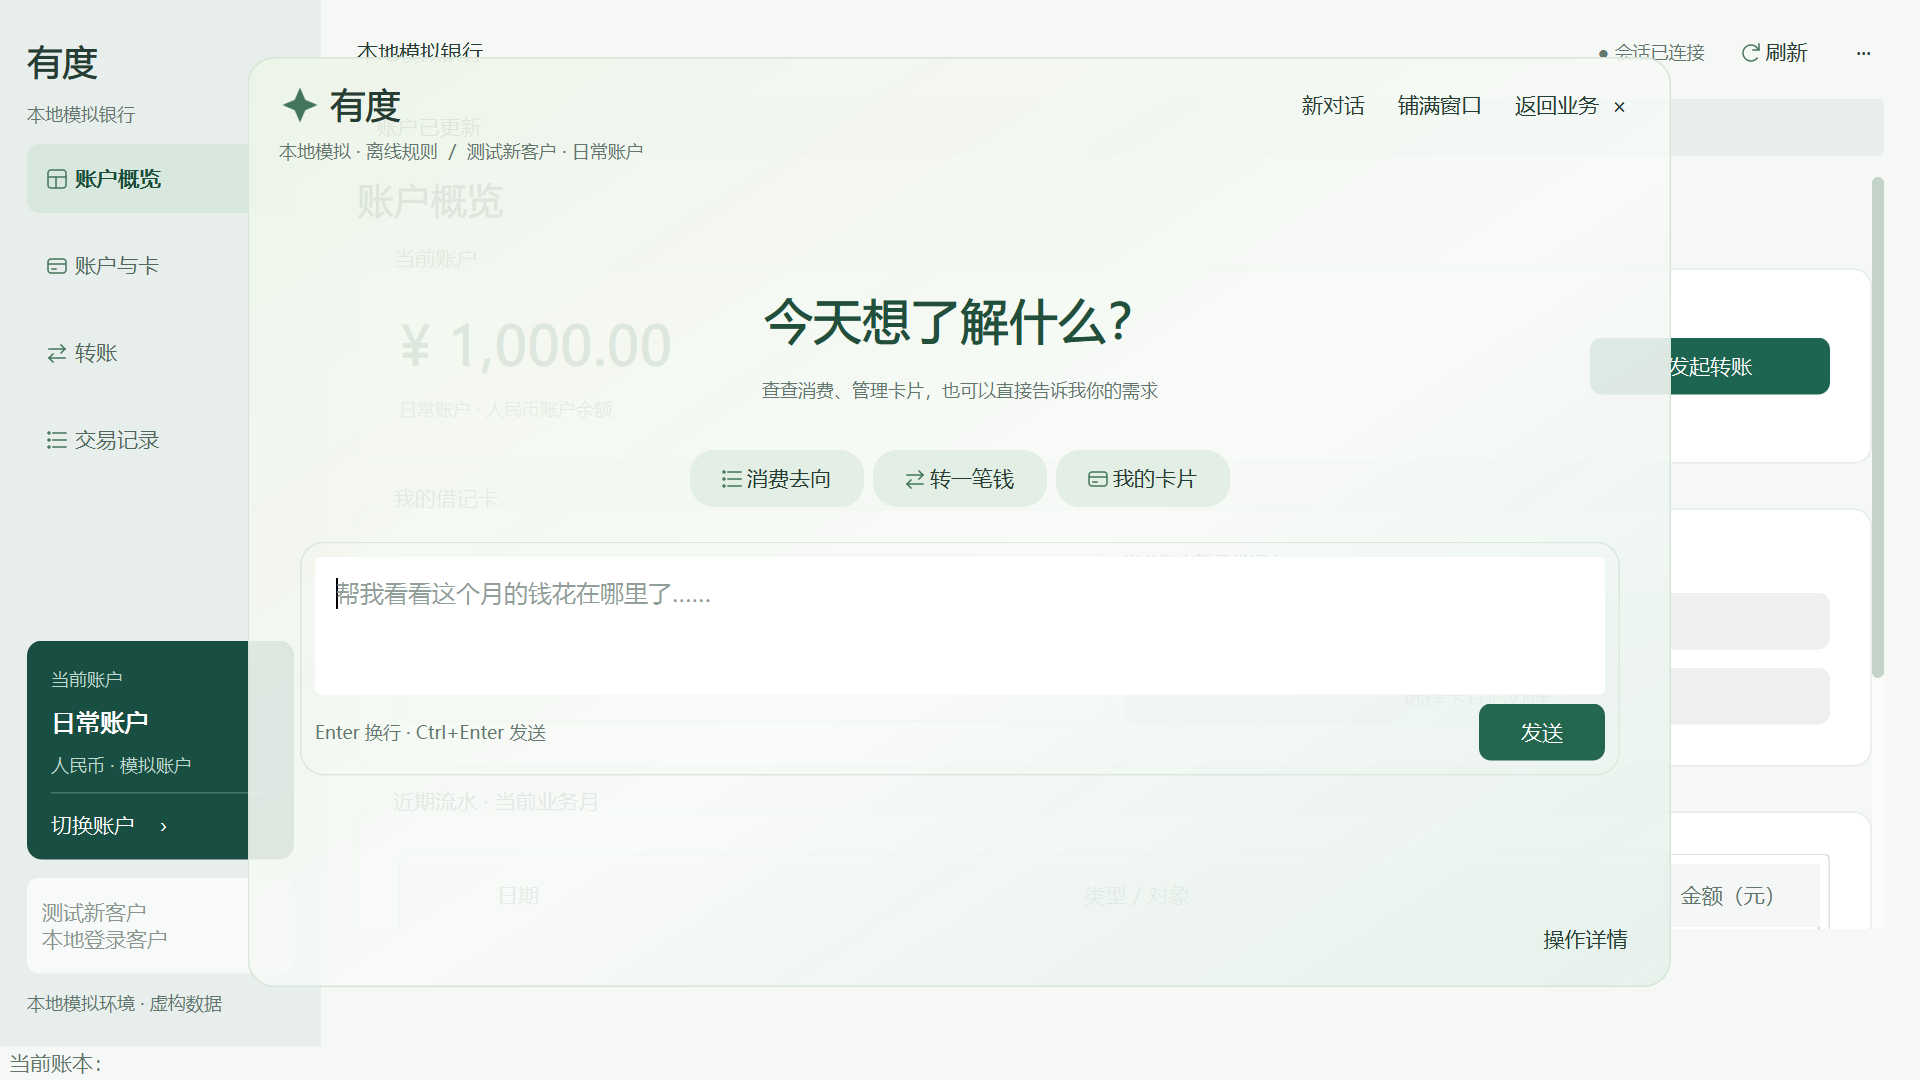 有度
本地模拟银行
账户概览
账户与卡
转账
交易记录
当前账户
日常账户
人民币 · 模拟账户
切换账户 ›
测试新客户
本地登录客户
本地模拟环境 · 虚构数据
当前账本：
本地模拟银行
● 会话已连接
刷新
...
有度
新对话
铺满窗口
返回业务 ×
账户已更新
本地模拟 · 离线规则 / 测试新客户 · 日常账户
账户概览
当前账户
¥ 1,000.00
日常账户 · 人民币账户余额
发起转账
今天想了解什么？
查查消费、管理卡片，也可以直接告诉我你的需求
消费去向
转一笔钱
我的卡片
我的借记卡
帮我看看这个月的钱花在哪里了......
Enter 换行 · Ctrl+Enter 发送
发送
近期流水 · 当前业务月
日期
类型 / 对象
金额（元）
操作详情